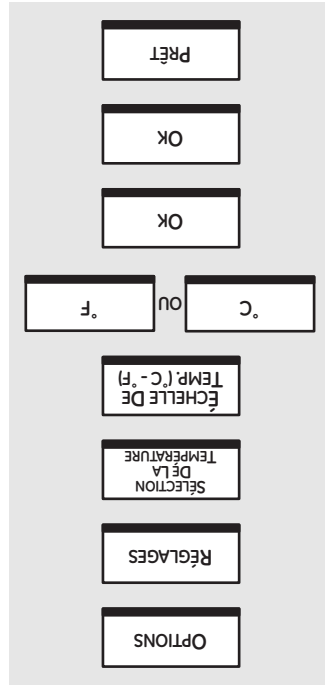 OPTIONS
RÉGLAGES
SÉLECTION
DE LA
TEMPÉRATURE
ÉCHELLE DE
TEMP. (°C - °F)
°C OU °F
OK
OK
PRÊT